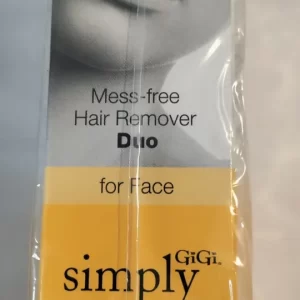 Mess-free
Hair Remover
Duo
for Face
GiGi
simply